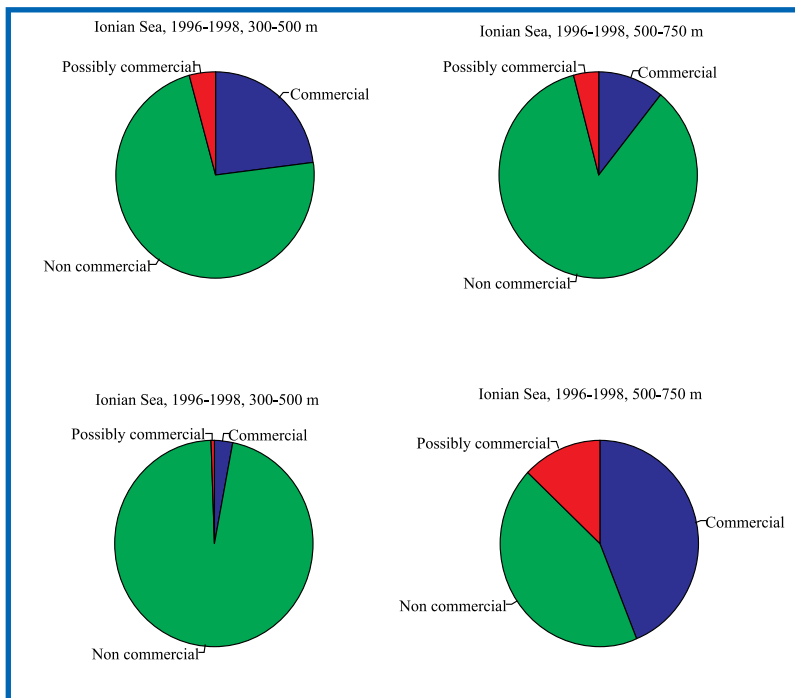 Ionian Sea, 1996-1998, 300-500 m
Possibly commercial
Commercial
Non commercial
Ionian Sea, 1996-1998, 500-750 m
Possibly commercial
Commercial
Non commercial
Ionian Sea, 1996-1998, 300-500 m
Possibly commercial
Commercial
Non commercial
Ionian Sea, 1996-1998, 500-750 m
Possibly commercial
Commercial
Non commercial